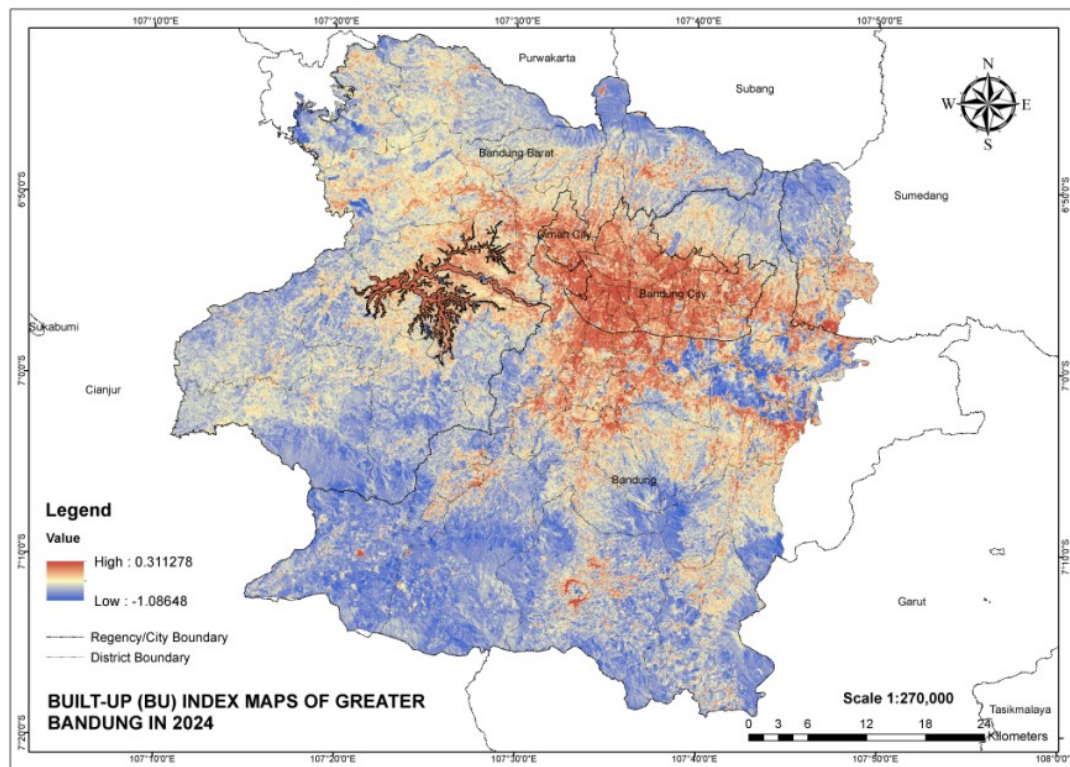 107°10'0"E 107°20'0"E 107°30'0"E 107°40'0"E 107°50'0"E
Purwakarta
Subang
N
W E
S
Bandung Barat
6°50'0"S 6°50'0"S
Sumedang
Cimahi City
Bandung City
Sukabumi
7°0'0"S 7°0'0"S
Cianjur
Bandung
Legend
Value
High : 0.311278
Low : -1.08648
7°10'0"S 7°10'0"S
Garut
Regency/City Boundary
District Boundary
BUILT-UP (BU) INDEX MAPS OF GREATER
BANDUNG IN 2024
Scale 1:270,000
Tasikmalaya
0 3 6 12 18 24
Kilometers
7°20'0"S 7°20'0"S
107°10'0"E 107°20'0"E 107°30'0"E 107°40'0"E 107°50'0"E 108°0'0"E